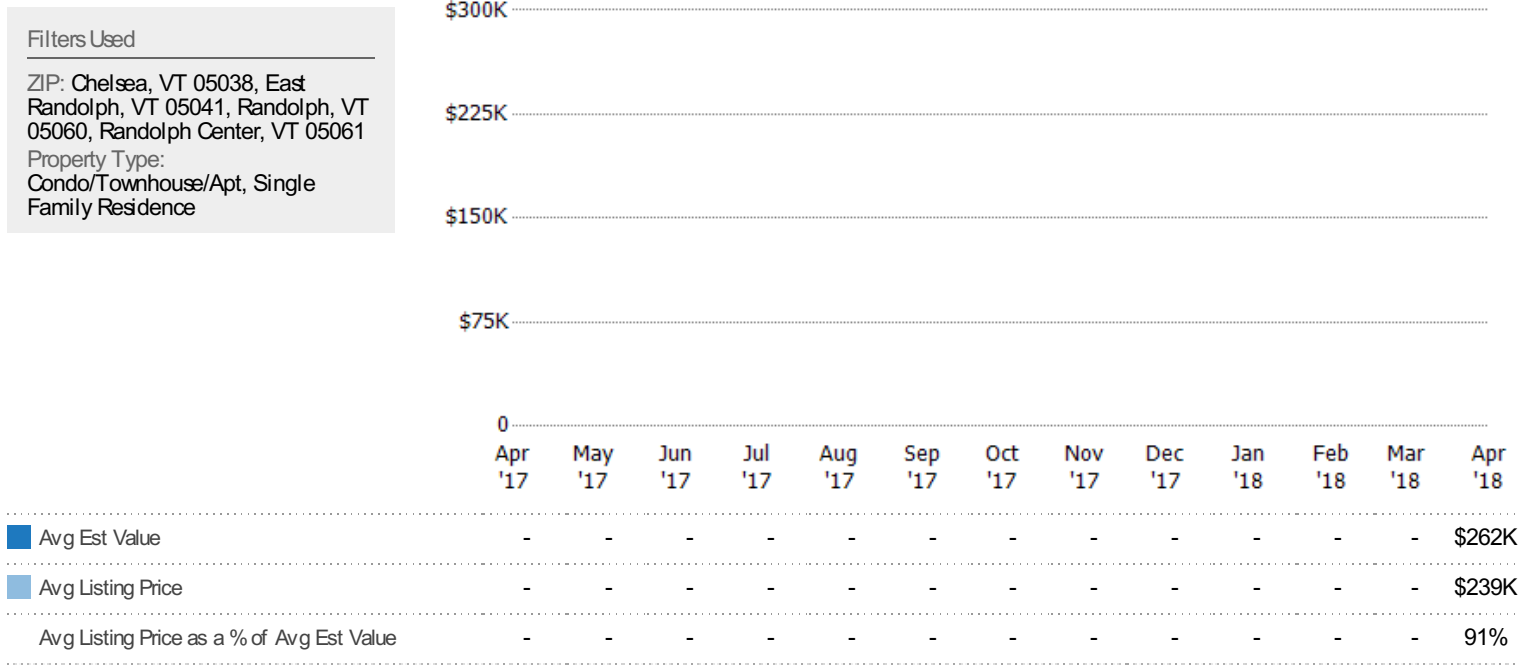 Filters Used
ZIP: Chelsea, VT 05038, East
Randolph, VT 05041, Randolph, VT
05060, Randolph Center, VT 05061
Property Type:
Condo/Townhouse/Apt, Single
Family Residence
$300K
$225K
$150K
$75K
0
Apr May Jun Jul Aug Sep Oct Nov Dec Jan Feb Mar Apr
'17 '17 '17 '17 '17 '17 '17 '17 '17 '18 '18 '18 '18
Avg Est Value - - - - - - - - - - - - $262K
Avg Listing Price - - - - - - - - - - - - $239K
Avg Listing Price as a % of Avg Est Value - - - - - - - - - - - - 91%